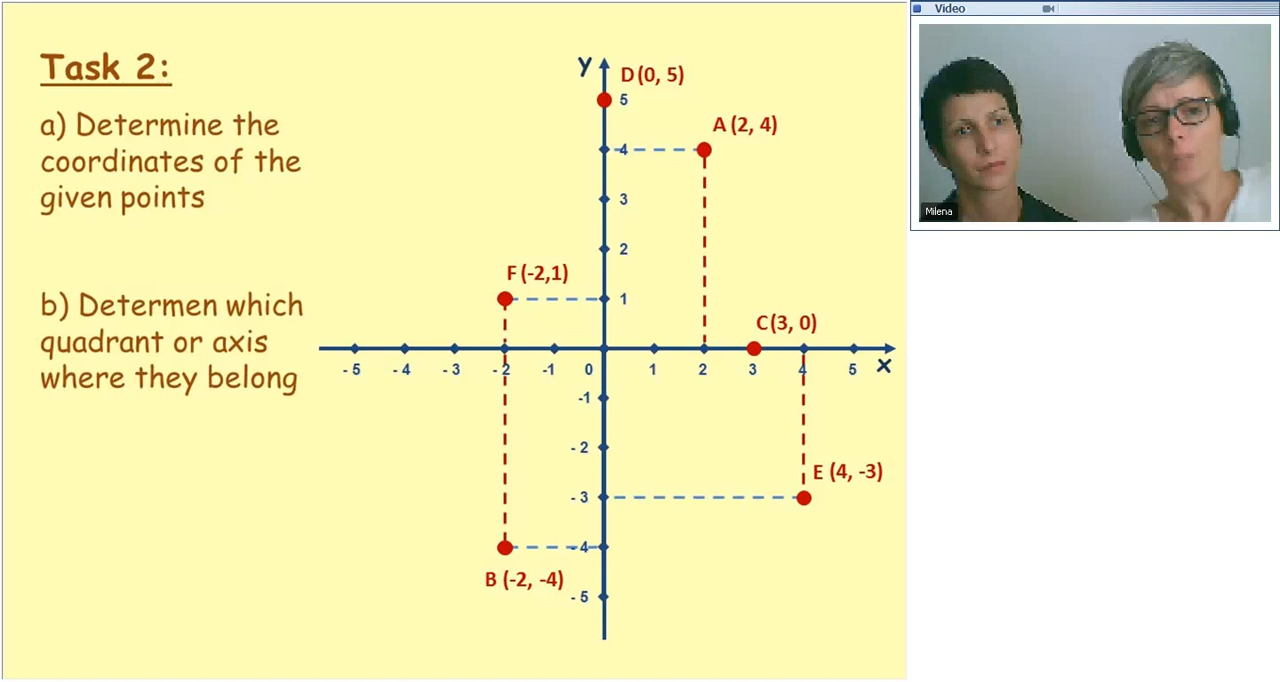 Video
Task 2:
a) Determine the
coordinates of the
given points
b) Determen which
quadrant or axis
where they belong
Y
D (0, 5)
5
A (2, 4)
4
3
2
F (-2,1)
1
C (3, 0)
- 5 - 4 - 3 - 2 -1 0 1 2 3 4 5 X
-1
- 2
E (4, -3)
- 3
- 4
B (-2, -4)
- 5
Milena